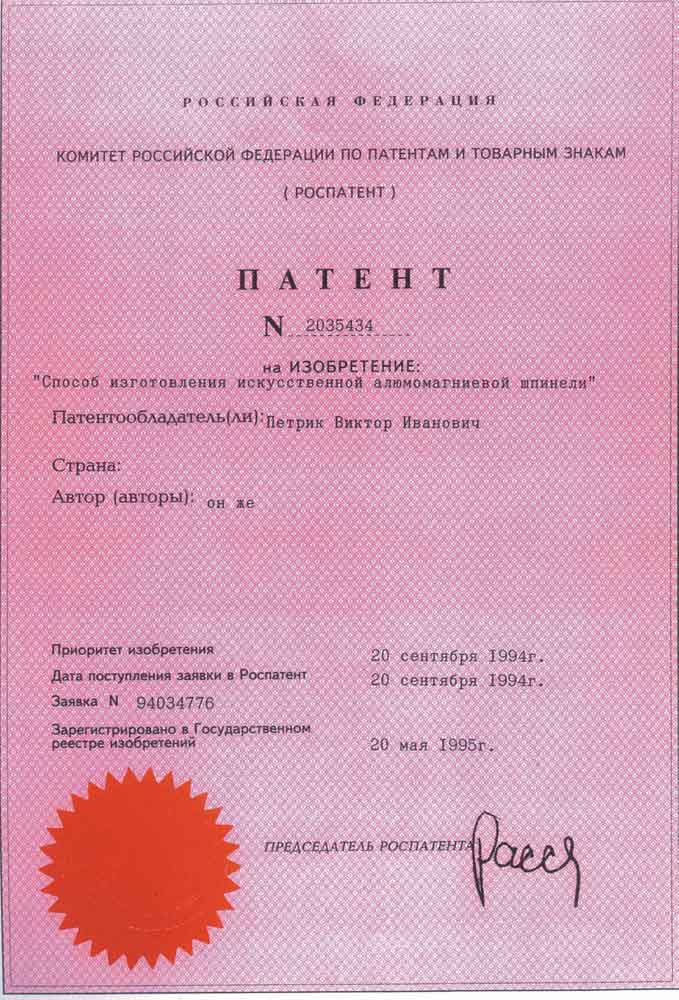 РОССИЙСКАЯ ФЕДЕРАЦИЯ
КОМИТЕТ РОССИЙСКОЙ ФЕДЕРАЦИИ ПО ПАТЕНТАМ И ТОВАРНЫМ ЗНАКАМ
( РОСПАТЕНТ )
ПАТЕНТ
N 2035434
на ИЗОБРЕТЕНИЕ:
"Способ изготовления искусственной алюмомагниевой шпинели"
Патентообладатель(ли): Петрик Виктор Иванович
Страна:
Автор (авторы): он же
Приоритет изобретения 20 сентября 1994г.
Дата поступления заявки в Роспатент 20 сентября 1994г.
Заявка N 94034776
Зарегистрировано в Государственном
реестре изобретений 20 мая 1995г.
ПРЕДСЕДАТЕЛЬ РОСПАТЕНТА